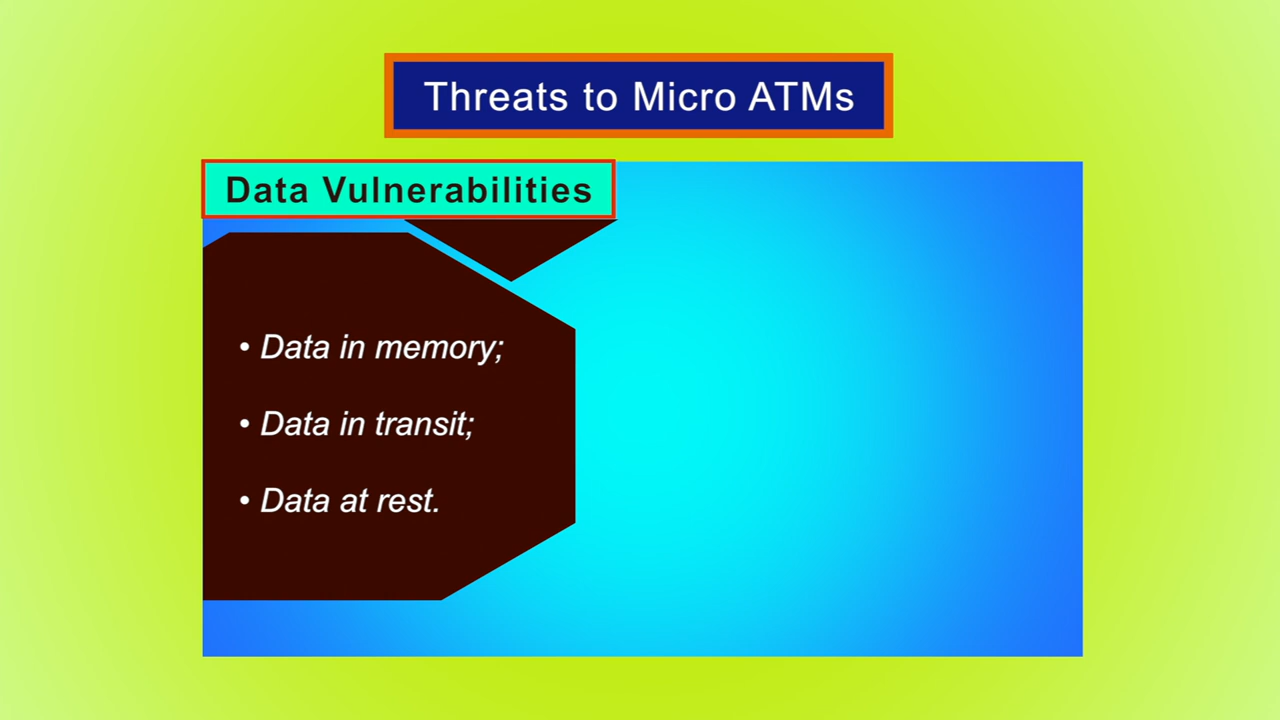 Threats to Micro ATMs
Data Vulnerabilities
• Data in memory;
• Data in transit;
• Data at rest.